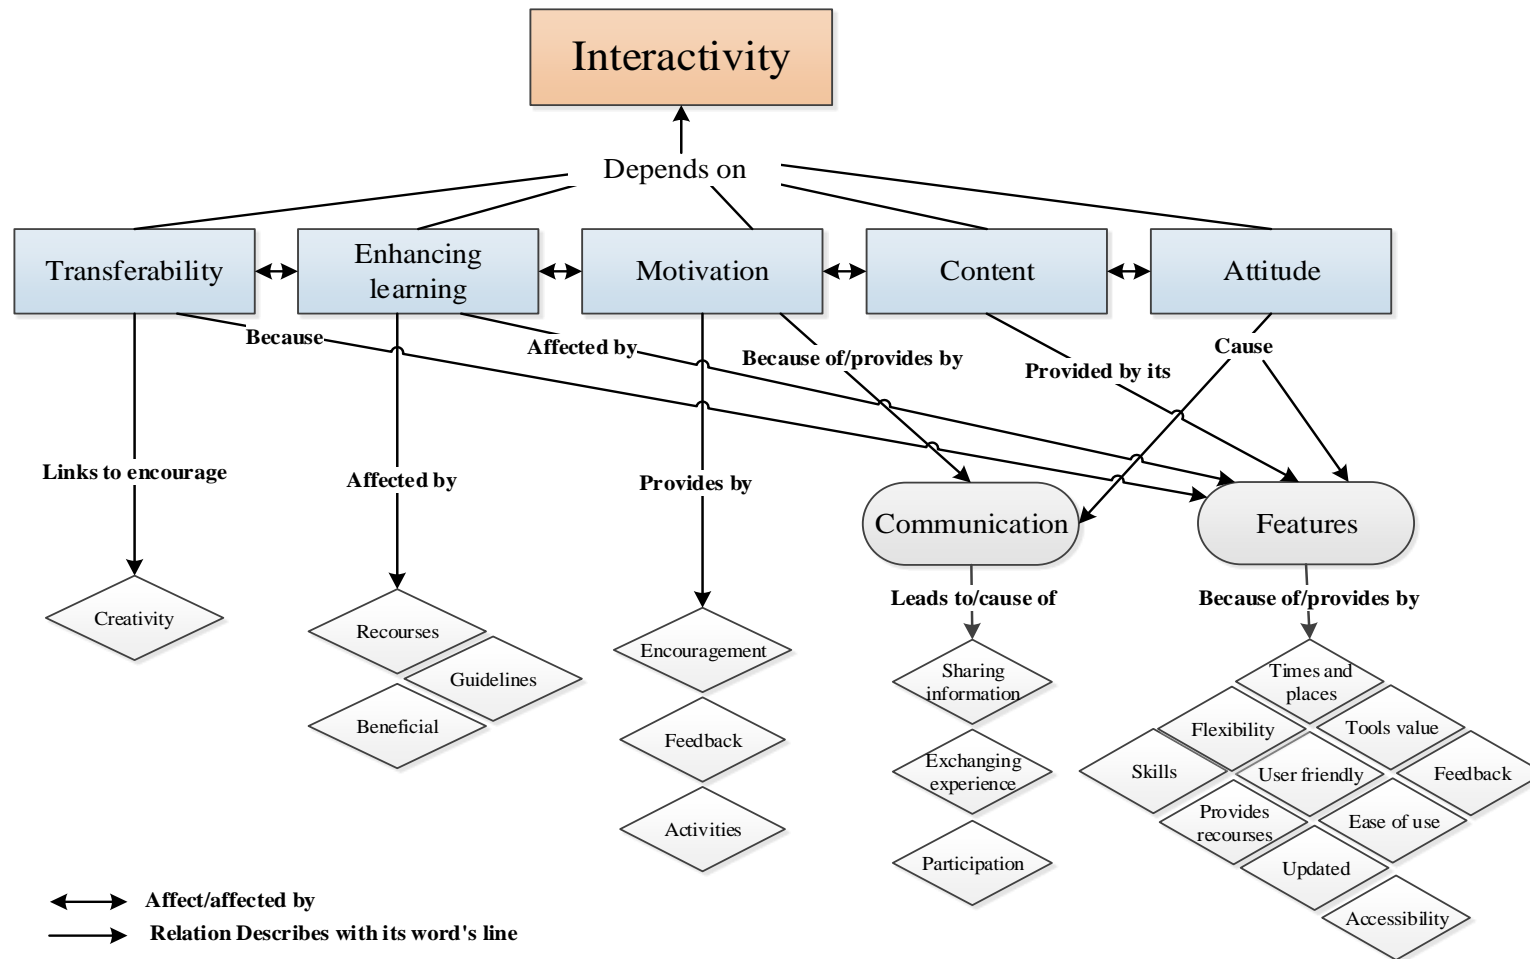 Interactivity
Depends on
Transferability
Enhancing
learning
Motivation
Content
Attitude
Because
Affected by
Because of/provides by
Provided by its
Cause
Links to encourage
Affected by
Provides by
Communication
Features
Leads to/cause of
Because of/provides by
Creativity
Recourses
Guidelines
Beneficial
Encouragement
Feedback
Activities
Sharing
information
Exchanging
experience
Participation
Times and
places
Flexibility
Tools value
Skills
User friendly
Feedback
Provides
recourses
Ease of use
Updated
Accessibility
Affect/affected by
Relation Describes with its word's line